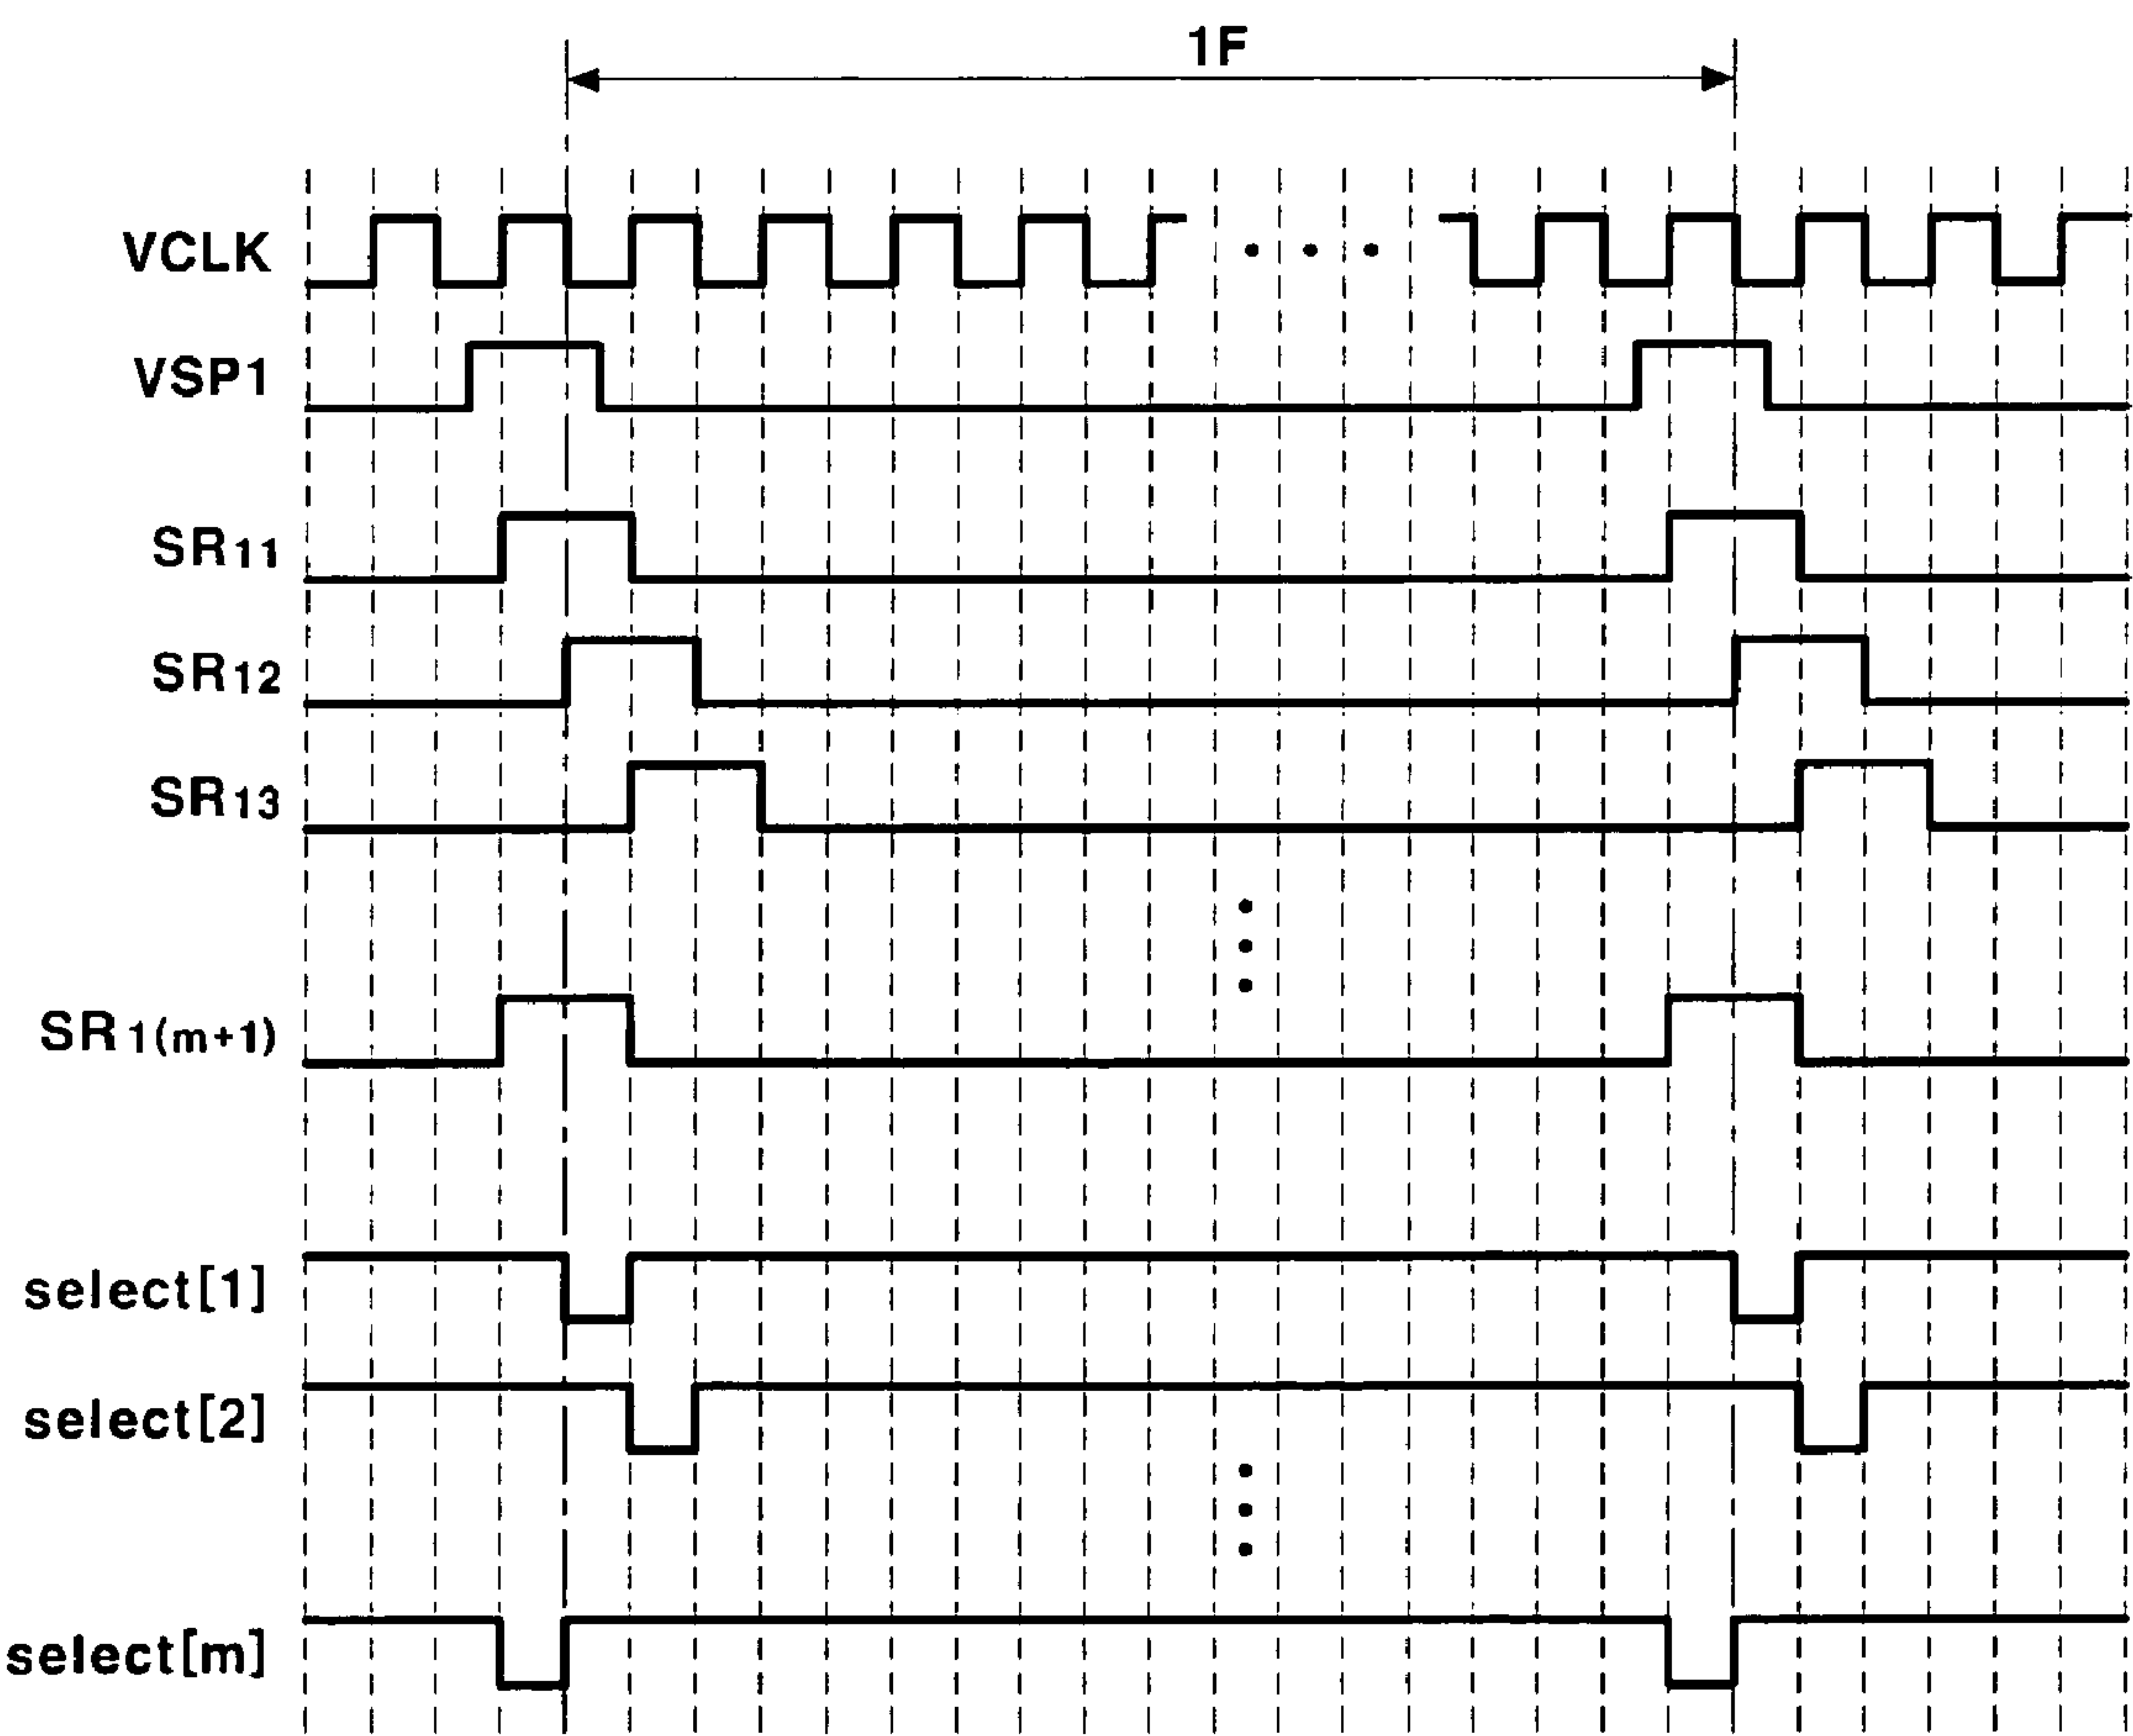 1F
VCLK
VSP1
SR11
SR12
SR13
SR1(m+1)
select[1]
select[2]
select[m]